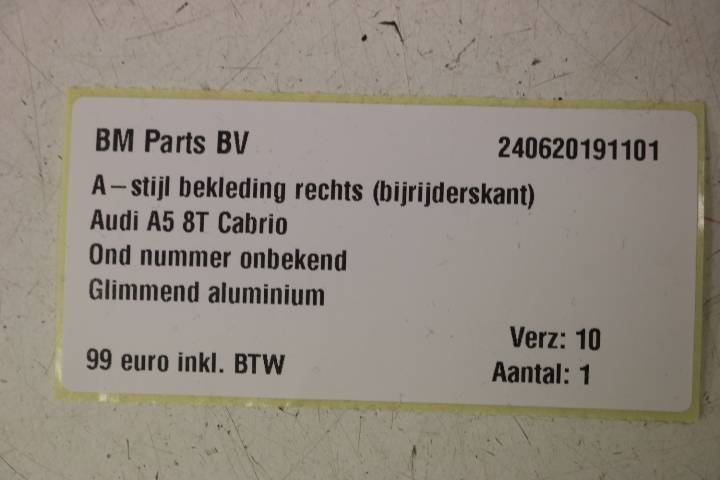 BM Parts BV 240620191101
A-stijl bekleding rechts (bijrijderskant)
Audi A5 8T Cabrio
Ond nummer onbekend
Glimmend aluminium
Verz: 10
99 euro inkl. BTW Aantal: 1